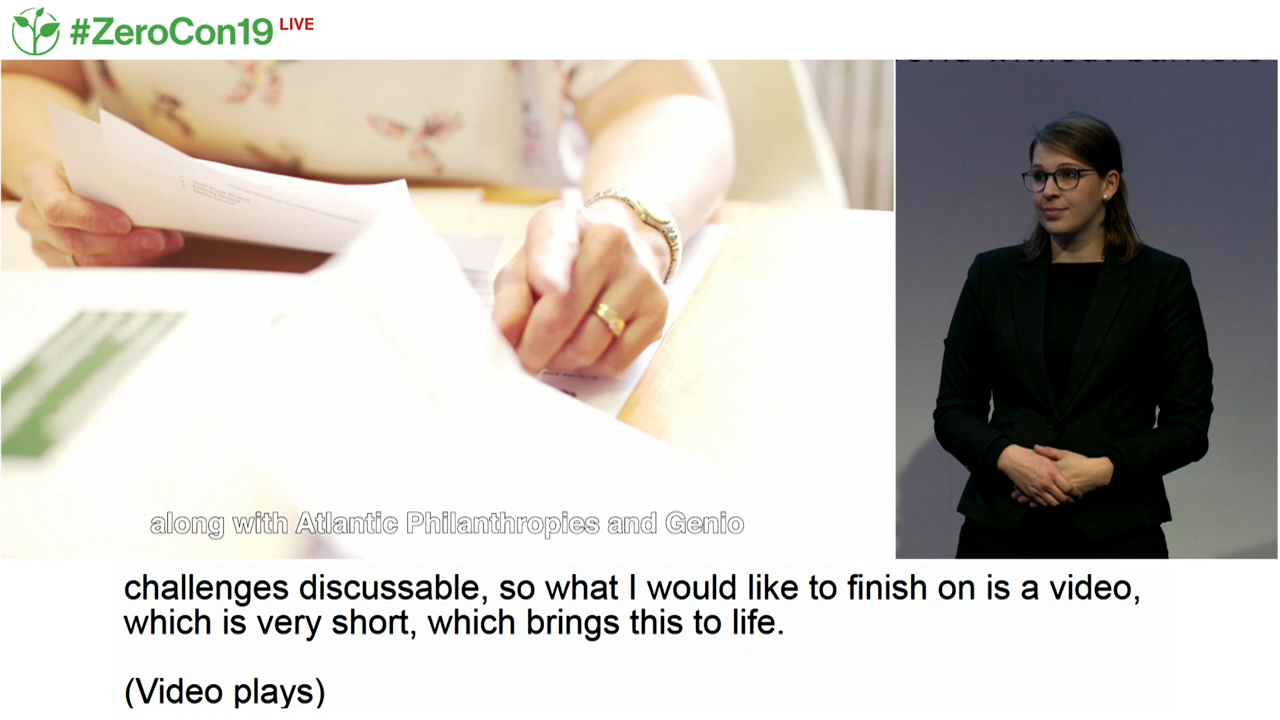 #ZeroCon19 LIVE
along with Atlantic Philanthropies and Genio
challenges discussable, so what I would like to finish on is a video,
which is very short, which brings this to life.
(Video plays)